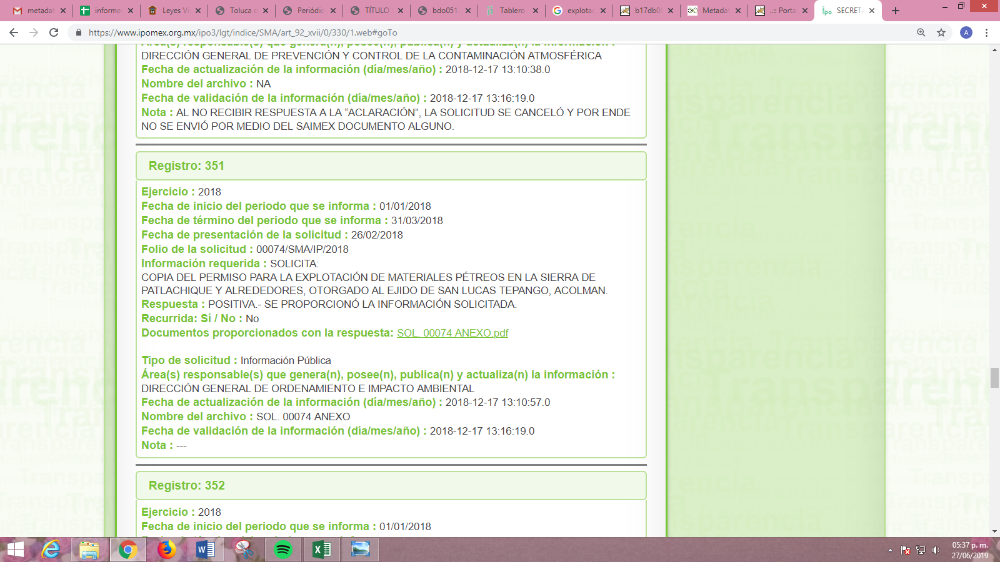 metadat
informe
Leyes Vi
Toluca d
Periódic
TÍTULO
bdo051
Tablero
explotac
b17db0
Metadat
..:: Porta
SECRETA
https://www.ipomex.org.mx/ipo3/lgt/indice/SMA/art_92_xvii/0/330/1.web#goTo
A
Área(s) responsable(s) que genera(n), posee(n), publica(n) y actualiza(n) la información :
DIRECCIÓN GENERAL DE PREVENCIÓN Y CONTROL DE LA CONTAMINACIÓN ATMOSFÉRICA
Fecha de actualización de la información (día/mes/año) : 2018-12-17 13:10:38.0
Nombre del archivo : NA
Fecha de validación de la información (día/mes/año) : 2018-12-17 13:16:19.0
Nota : AL NO RECIBIR RESPUESTA A LA “ACLARACIÓN”, LA SOLICITUD SE CANCELÓ Y POR ENDE
NO SE ENVIÓ POR MEDIO DEL SAIMEX DOCUMENTO ALGUNO.
Registro: 351
Ejercicio : 2018
Fecha de inicio del periodo que se informa : 01/01/2018
Fecha de término del periodo que se informa : 31/03/2018
Fecha de presentación de la solicitud : 26/02/2018
Folio de la solicitud : 00074/SMA/IP/2018
Información requerida : SOLICITA:
COPIA DEL PERMISO PARA LA EXPLOTACIÓN DE MATERIALES PÉTREOS EN LA SIERRA DE
PATLACHIQUE Y ALREDEDORES, OTORGADO AL EJIDO DE SAN LUCAS TEPANGO, ACOLMAN.
Respuesta : POSITIVA.- SE PROPORCIONÓ LA INFORMACIÓN SOLICITADA.
Recurrida: Sí / No : No
Documentos proporcionados con la respuesta: SOL. 00074 ANEXO.pdf
Tipo de solicitud : Información Pública
Área(s) responsable(s) que genera(n), posee(n), publica(n) y actualiza(n) la información :
DIRECCIÓN GENERAL DE ORDENAMIENTO E IMPACTO AMBIENTAL
Fecha de actualización de la información (día/mes/año) : 2018-12-17 13:10:57.0
Nombre del archivo : SOL. 00074 ANEXO
Fecha de validación de la información (día/mes/año) : 2018-12-17 13:16:19.0
Nota : ---
Registro: 352
Ejercicio : 2018
Fecha de inicio del periodo que se informa : 01/01/2018
05:37 p. m.
27/06/2019